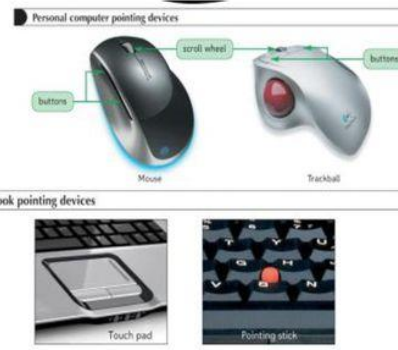 Personal computer pointing devices
scroll wheel
buttons
buttons
Mouse
Trackball
ook pointing devices
Touch pad
Pointing stick
T Y U
G H
V B N